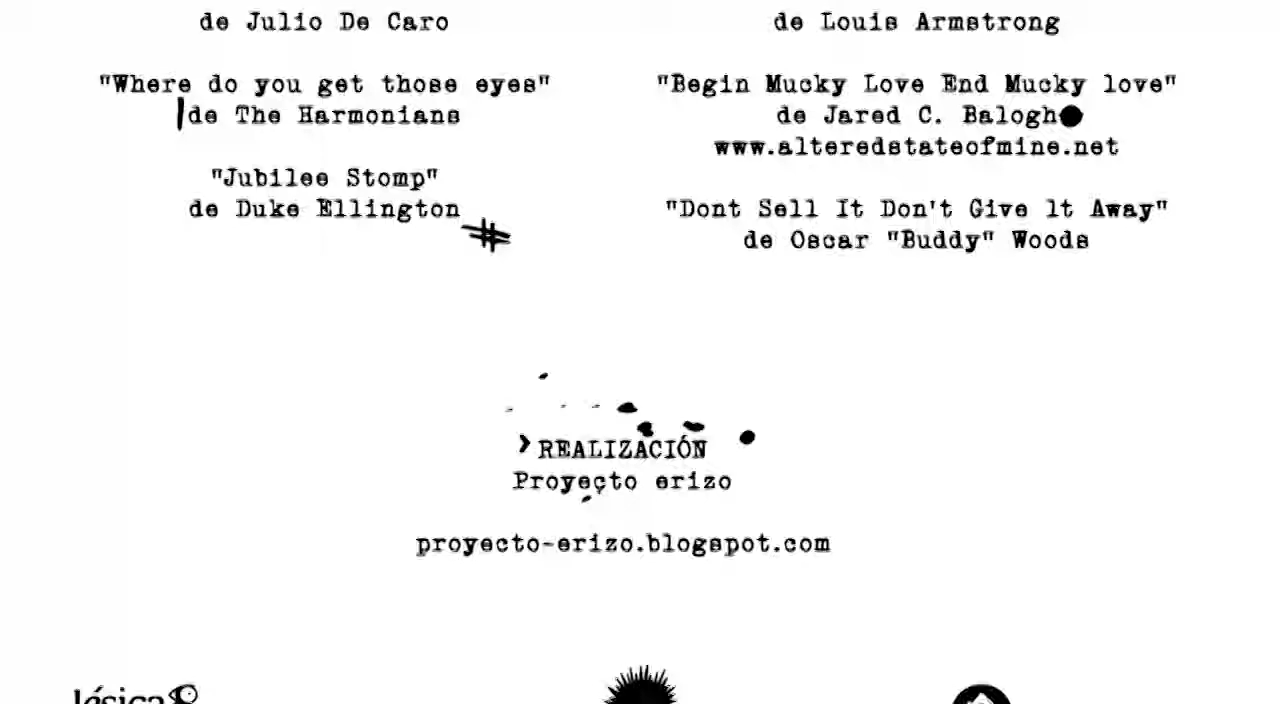 de Julio De Caro
"Where do you get those eyes"
de The Harmonians
"Jubilee Stomp"
de Duke Ellington
de Louis Armstrong
"Begin Mucky Love End Mucky love"
de Jared C. Balogh
www.alteredstateofmine.net
"Dont Sell It Don't Give lt Away"
de Oscar "Buddy" Woods
REALIZACIÓN
Proyecto erizo
proyecto-erizo.blogspot.com